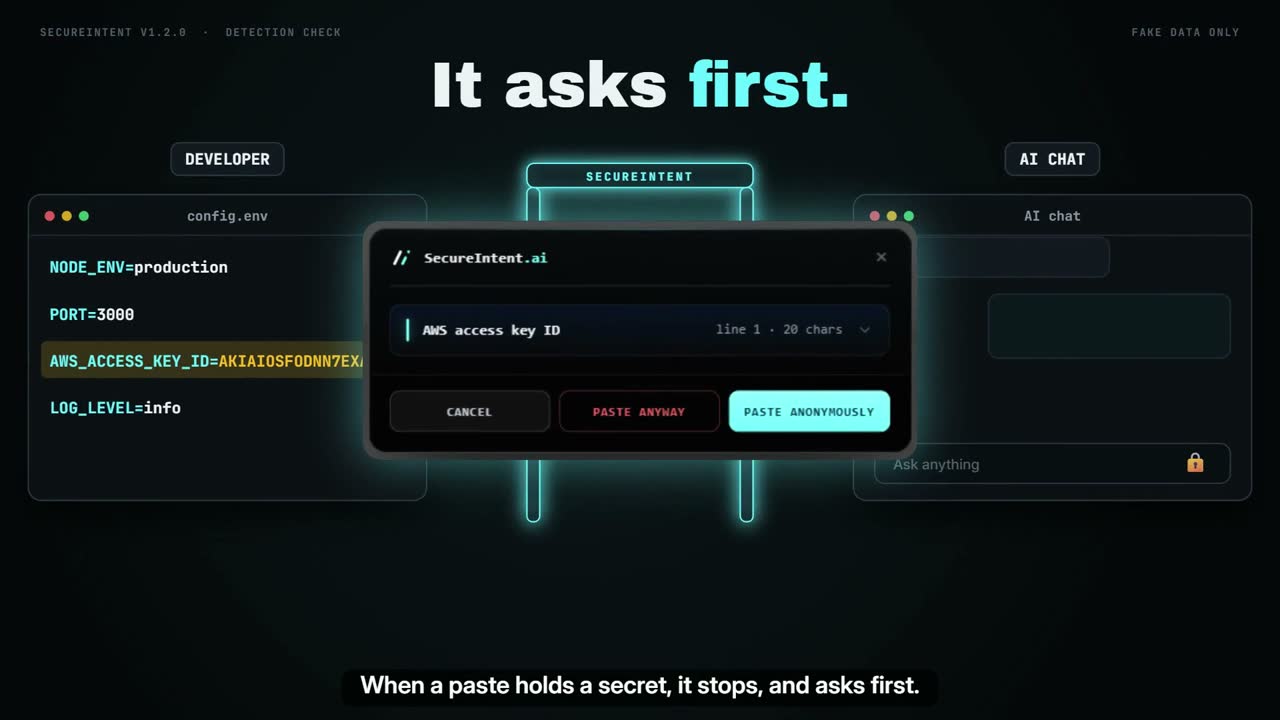 SECUREINTENT V1.2.0 · DETECTION CHECK
FAKE DATA ONLY
It asks first.
DEVELOPER
AI CHAT
SECUREINTENT
config.env
AI chat
NODE_ENV=production
PORT=3000
AWS_ACCESS_KEY_ID=AKIAIOSFODNN7EX
LOG_LEVEL=info
SecureIntent.ai
AWS access key ID
line 1 · 20 chars
CANCEL
PASTE ANYWAY
PASTE ANONYMOUSLY
Ask anything
When a paste holds a secret, it stops, and asks first.